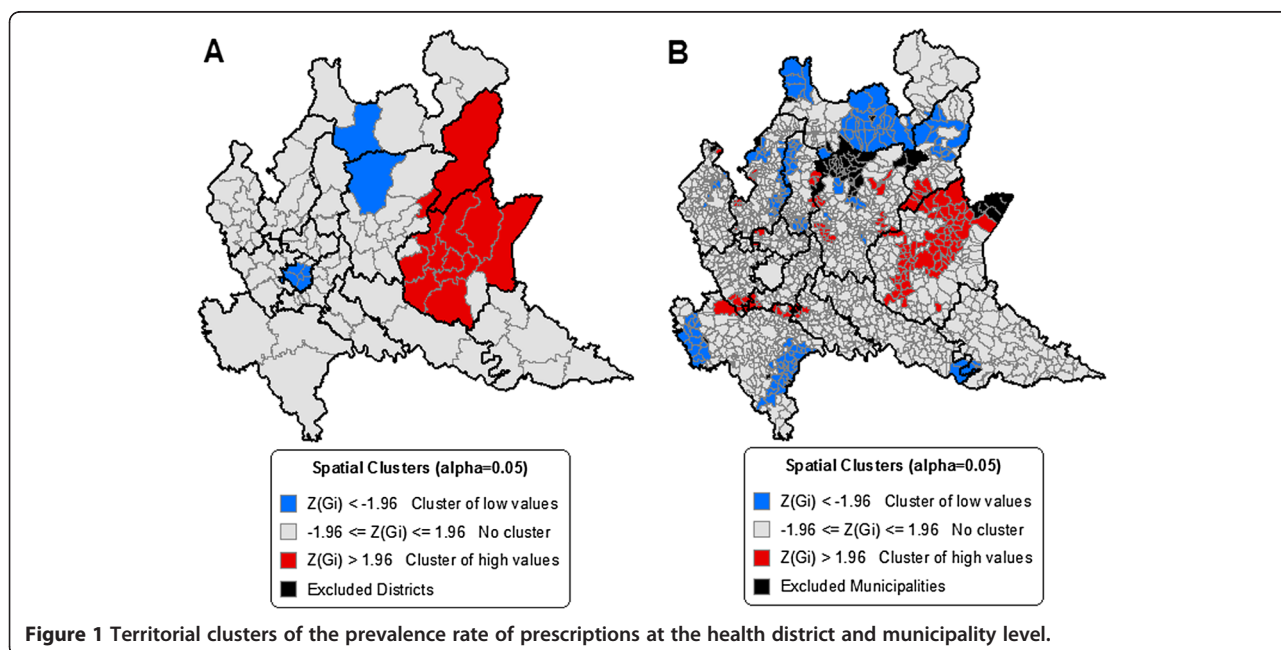 A
B
Spatial Clusters (alpha=0.05)
Z(Gi) < -1.96 Cluster of low values
-1.96 <= Z(Gi) <= 1.96 No cluster
Z(Gi) > 1.96 Cluster of high values
Excluded Districts
Spatial Clusters (alpha=0.05)
Z(Gi) < -1.96 Cluster of low values
-1.96 <= Z(Gi) <= 1.96 No cluster
Z(Gi) > 1.96 Cluster of high values
Excluded Municipalities
Figure 1 Territorial clusters of the prevalence rate of prescriptions at the health district and municipality level.